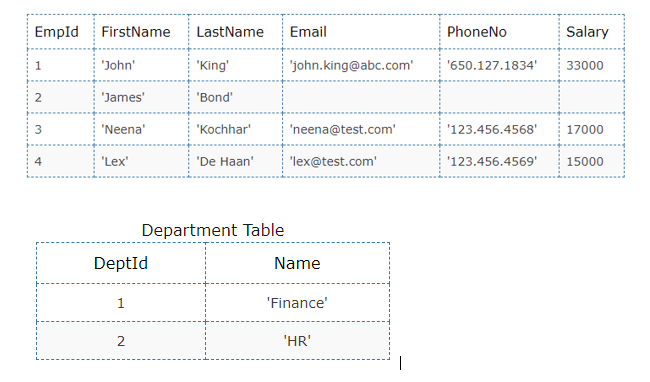 EmpId FirstName LastName Email PhoneNo Salary
1 'John' 'King' 'john.king@abc.com' '650.127.1834' 33000
2 'James' 'Bond'
3 'Neena' 'Kochhar' 'neena@test.com' '123.456.4568' 17000
4 'Lex' 'De Haan' 'lex@test.com' '123.456.4569' 15000
Department Table
DeptId Name
1 'Finance'
2 'HR'